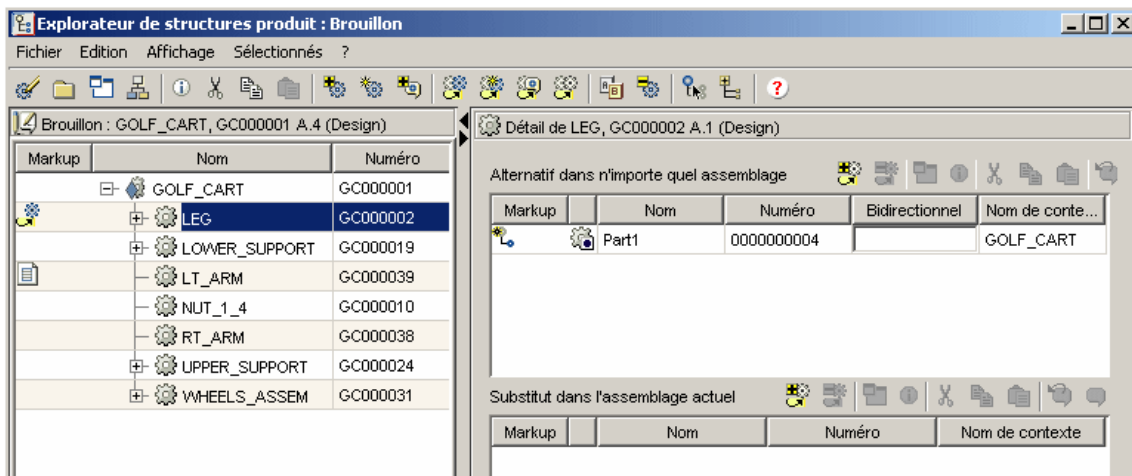 Explorateur de structures produit : Brouillon
Fichier Edition Affichage Sélectionnés ?
Brouillon : GOLF_CART, GC000001 A.4 (Design)
Markup Nom Numéro
GOLF_CART GC000001
LEG GC000002
LOWER_SUPPORT GC000019
LT_ARM GC000039
NUT_1_4 GC000010
RT_ARM GC000038
UPPER_SUPPORT GC000024
WHEELS_ASSEM GC000031
Détail de LEG, GC000002 A.1 (Design)
Alternatif dans n'importe quel assemblage
Markup Nom Numéro Bidirectionnel Nom de conte...
Part1 0000000004 GOLF_CART
Substitut dans l'assemblage actuel
Markup Nom Numéro Nom de contexte